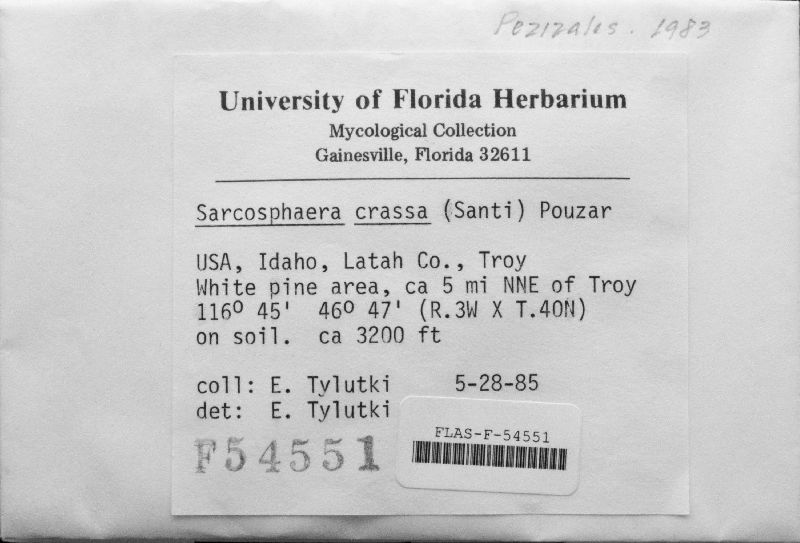 Pezizales. 1983
University of Florida Herbarium
Mycological Collection
Gainesville, Florida 32611
Sarcosphaera crassa (Santi) Pouzar
USA, Idaho, Latah Co., Troy
White pine area, ca 5 mi NNE of Troy
116º 45' 46º 47' (R.3W X T.40N)
on soil. ca 3200 ft
coll: E. Tylutki 5-28-85
det: E. Tylutki
F54551
FLAS-F-54551